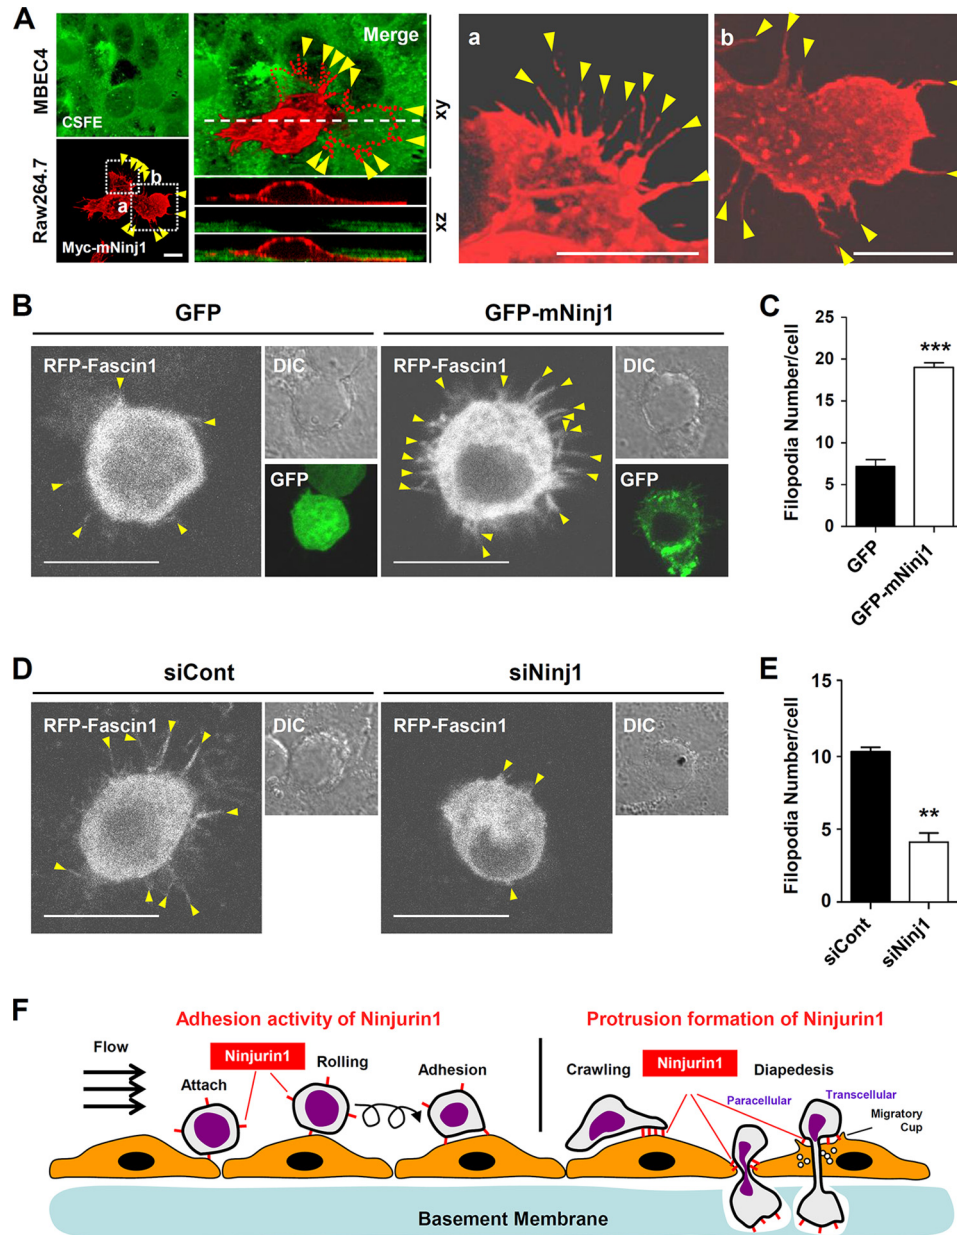 A
MBEC4
CSFE
Merge
xy
Raw264.7
b
a
Myc-mNinj1
xz
a
b
B
GFP
GFP-mNinj1
RFP-Fascin1
DIC
GFP
RFP-Fascin1
DIC
GFP
C
Filopodia Number/cell
25
20
15
10
5
0
***
GFP
GFP-mNinj1
D
siCont
siNinj1
RFP-Fascin1
DIC
RFP-Fascin1
DIC
E
Filopodia Number/cell
15
10
5
0
**
siCont
siNinj1
F
Adhesion activity of Ninjurin1
Protrusion formation of Ninjurin1
Flow
Ninjurin1
Attach
Rolling
Adhesion
Crawling
Ninjurin1
Diapedesis
Paracellular
Transcellular
Migratory
Cup
Basement Membrane